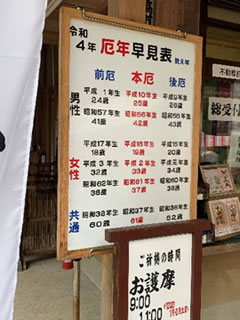 令和
4年 厄年早見表 数え年
前厄 本厄 後厄
男性
平成11年生 平成10年生 平成9年生
24歳 25歳 26歳
昭和57年生 昭和56年生 昭和55年生
41歳 42歳 43歳
女性
平成17年生 平成16年生 平成15年生
18歳 19歳 20歳
平成3年生 平成2年生 平成元年生
32歳 33歳 34歳
昭和62年生 昭和61年生 昭和60年生
36歳 37歳 38歳
共通
昭和38年生 昭和37年生 昭和36年生
60歳 61歳 62歳
ご祈祷の時間
お護摩
9:00
11:00
総受付
不動